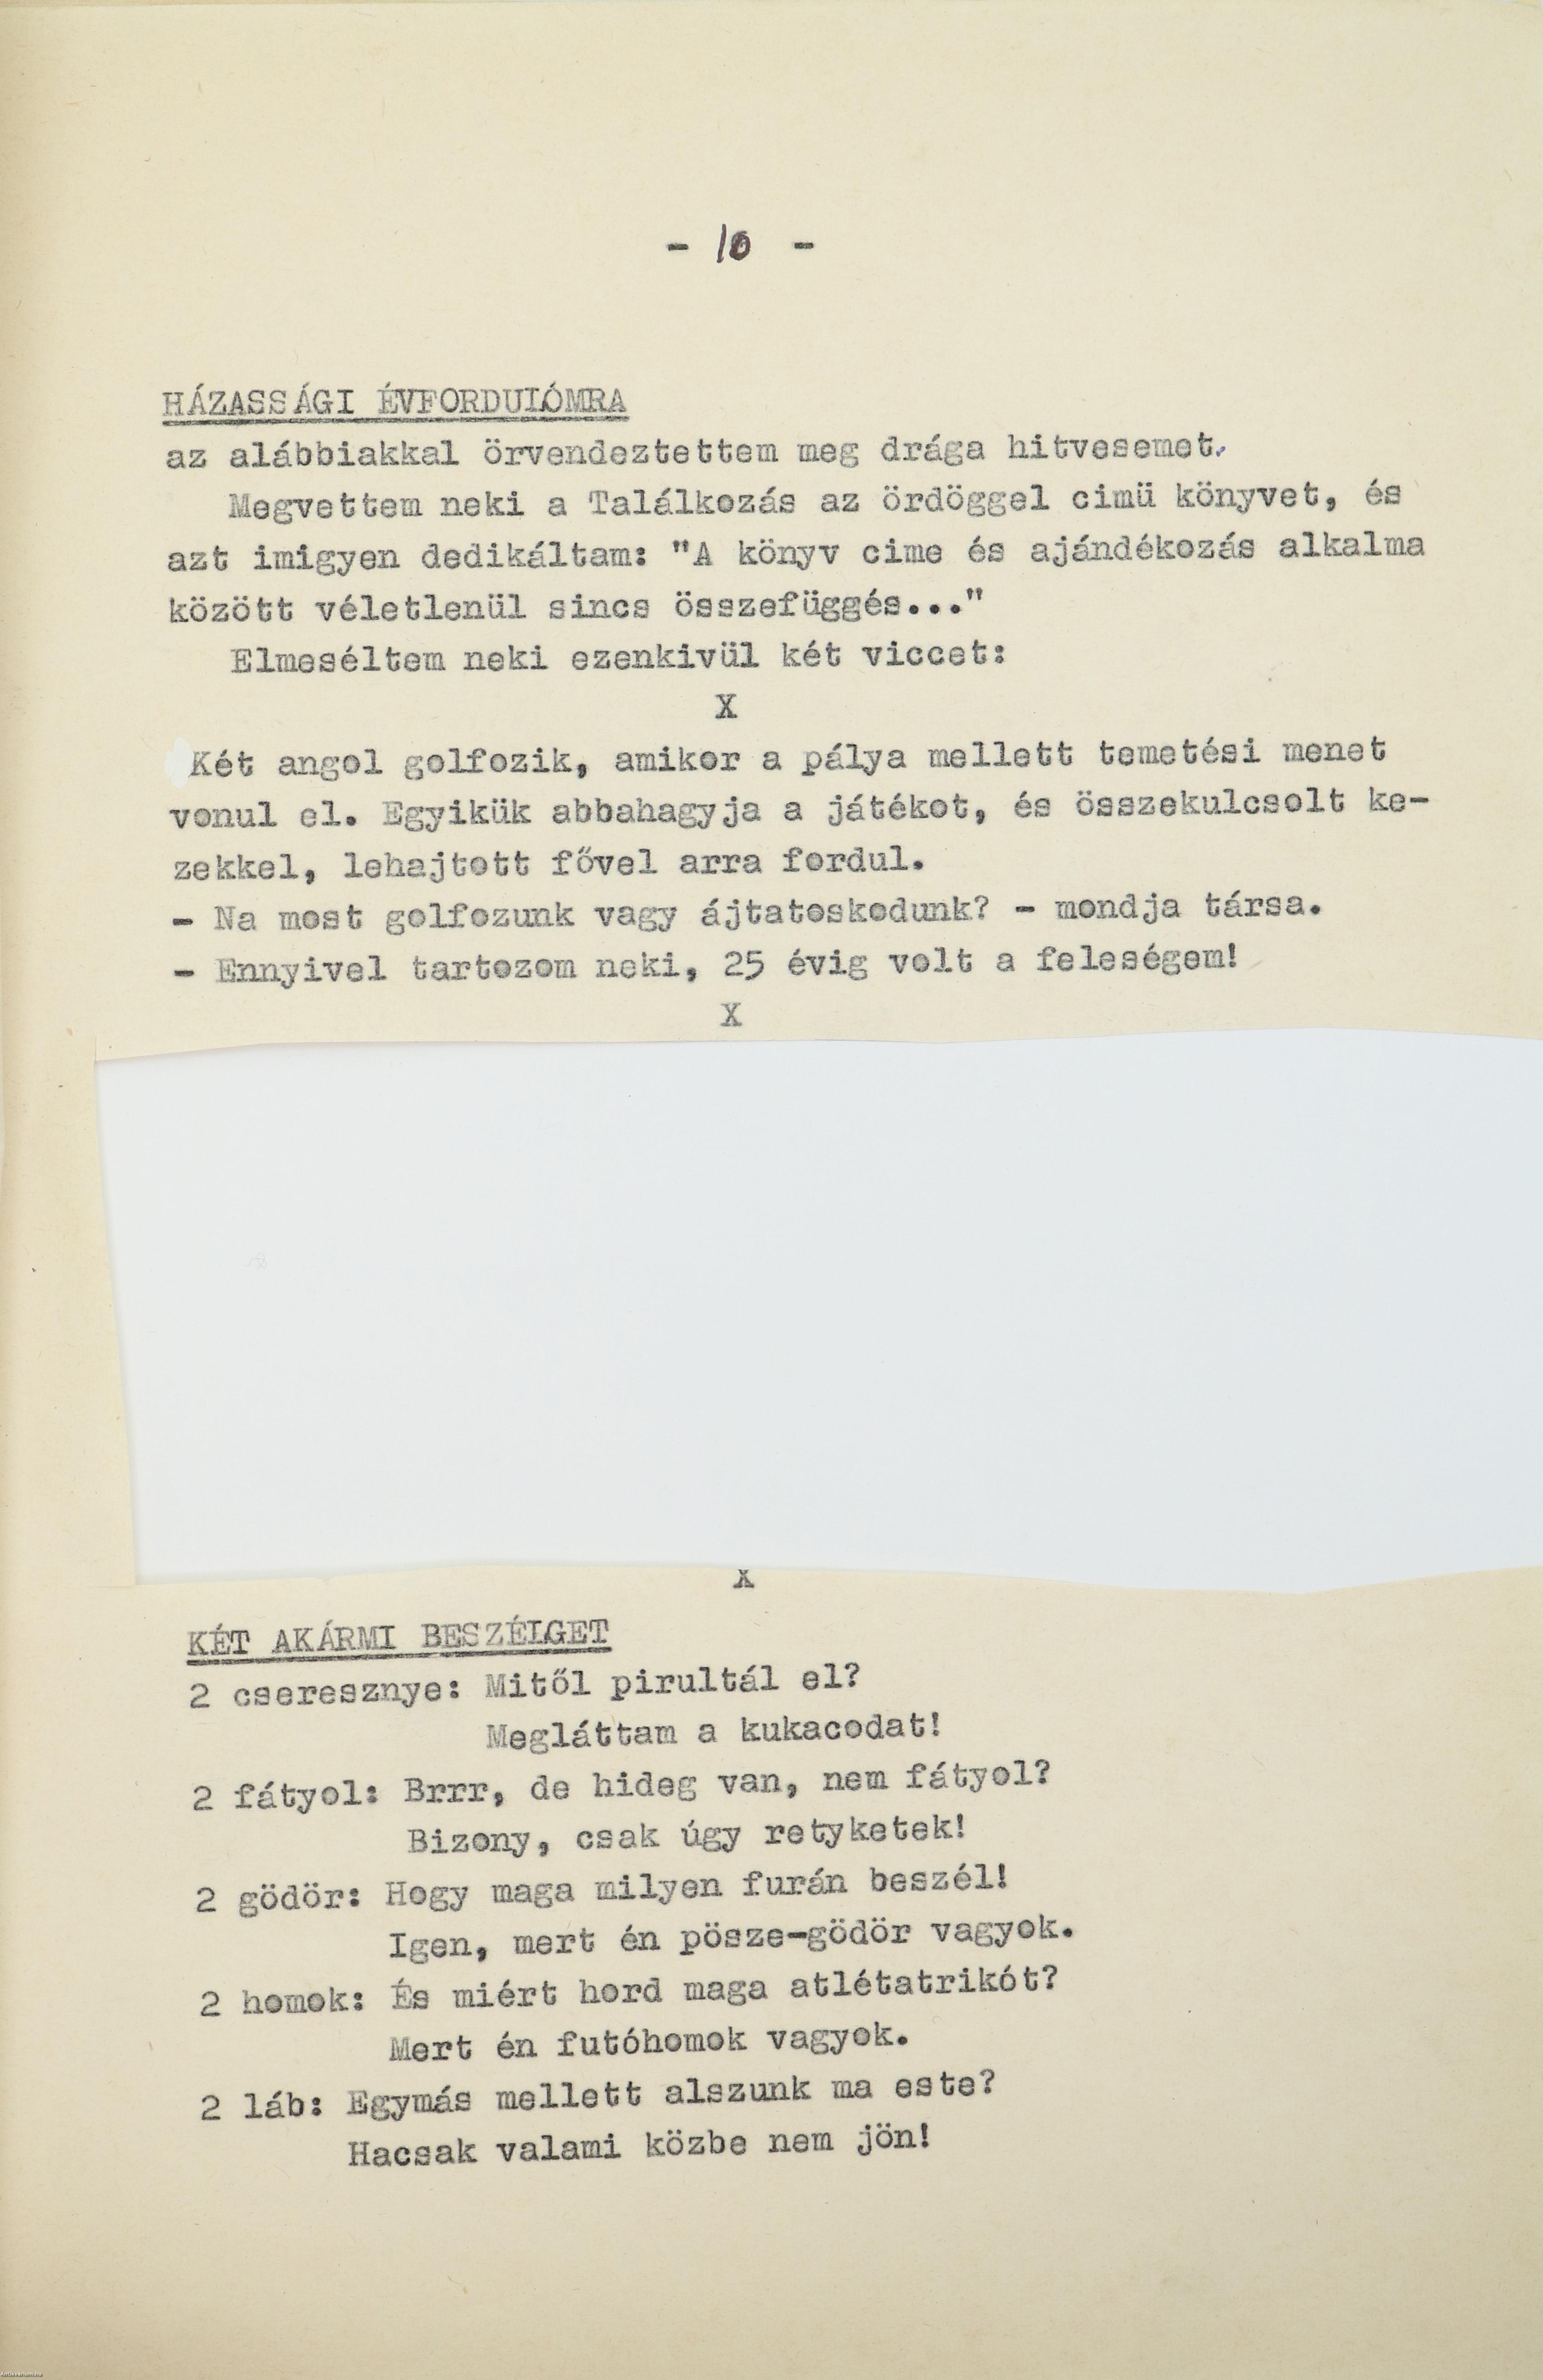 - 10 -
HÁZASSÁGI ÉVFORDULÓMRA
az alábbiakkal örvendeztettem meg drága hitvesemet.
Megvettem neki a Találkozás az ördöggel cimü könyvet, és
azt imigyen dedikáltam: "A könyv cime és ajándékozás alkalma
között véletlenül sincs összefüggés..."
Elmeséltem neki ezenkivül két viccet:
X
Két angol golfozik, amikor a pálya mellett temetési menet
vonul el. Egyikük abbahagyja a játékot, és összekulcsolt ke-
zekkel, lehajtott fővel arra fordul.
- Na most golfozunk vagy ájtatoskodunk? - mondja társa.
- Ennyivel tartozom neki, 25 évig volt a feleségem!
X
X
KÉT AKÁRMI BESZÉLGET
2 cseresznye: Mitől pirultál el?
Megláttam a kukacodat!
2 fátyol: Brrr, de hideg van, nem fátyol?
Bizony, csak úgy retyketek!
2 gödör: Hogy maga milyen furán beszél!
Igen, mert én pösze-gödör vagyok.
2 homok: És miért hord maga atlétatrikót?
Mert én futóhomok vagyok.
2 láb: Egymás mellett alszunk ma este?
Hacsak valami közbe nem jön!